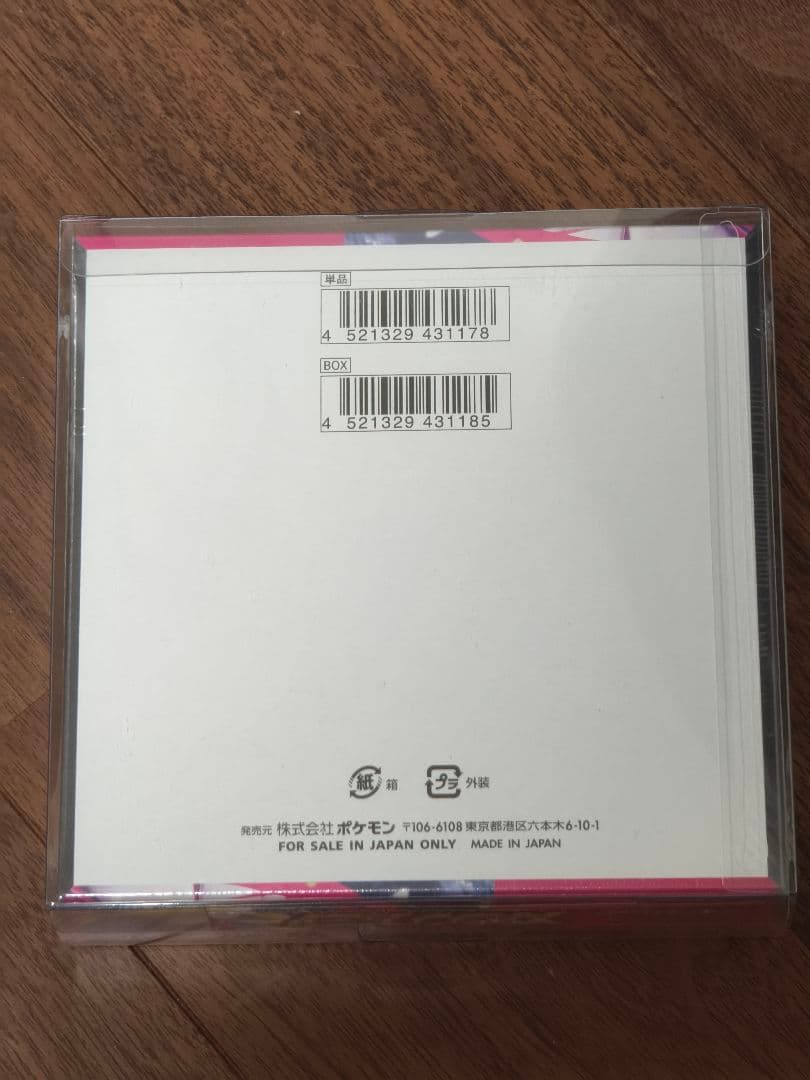 単品
4 521329 431178
BOX
4 521329 431185
紙 箱 プラ 外装
発売元 株式会社 ポケモン 〒106-6108 東京都港区六本木6-10-1
FOR SALE IN JAPAN ONLY MADE IN JAPAN